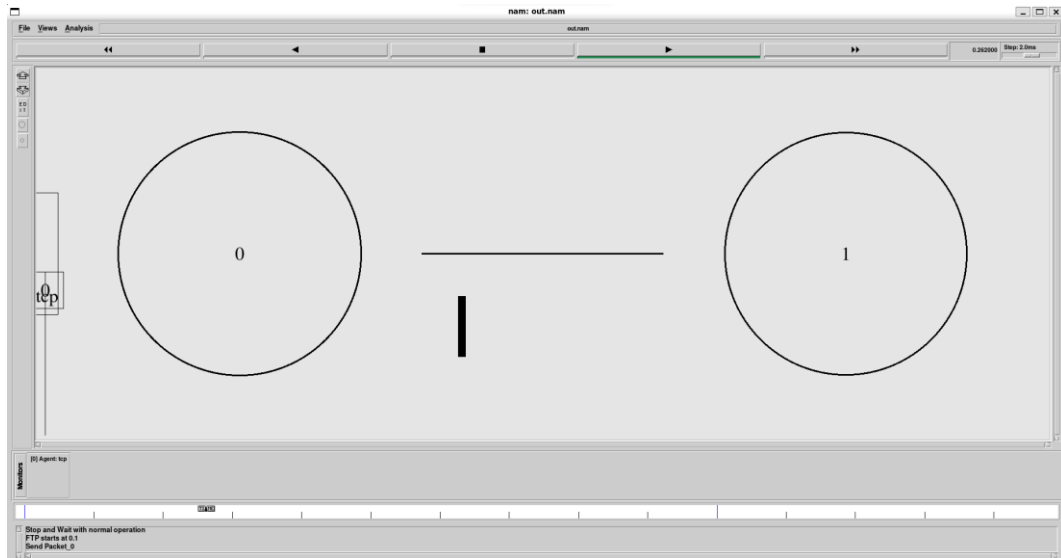 nam: out.nam
File Views Analysis
out.nam
0.262000
Step: 2.0ms
0
1
0
tcp
Monitors
[0] Agent: tcp
Stop and Wait with normal operation
FTP starts at 0.1
Send Packet_0